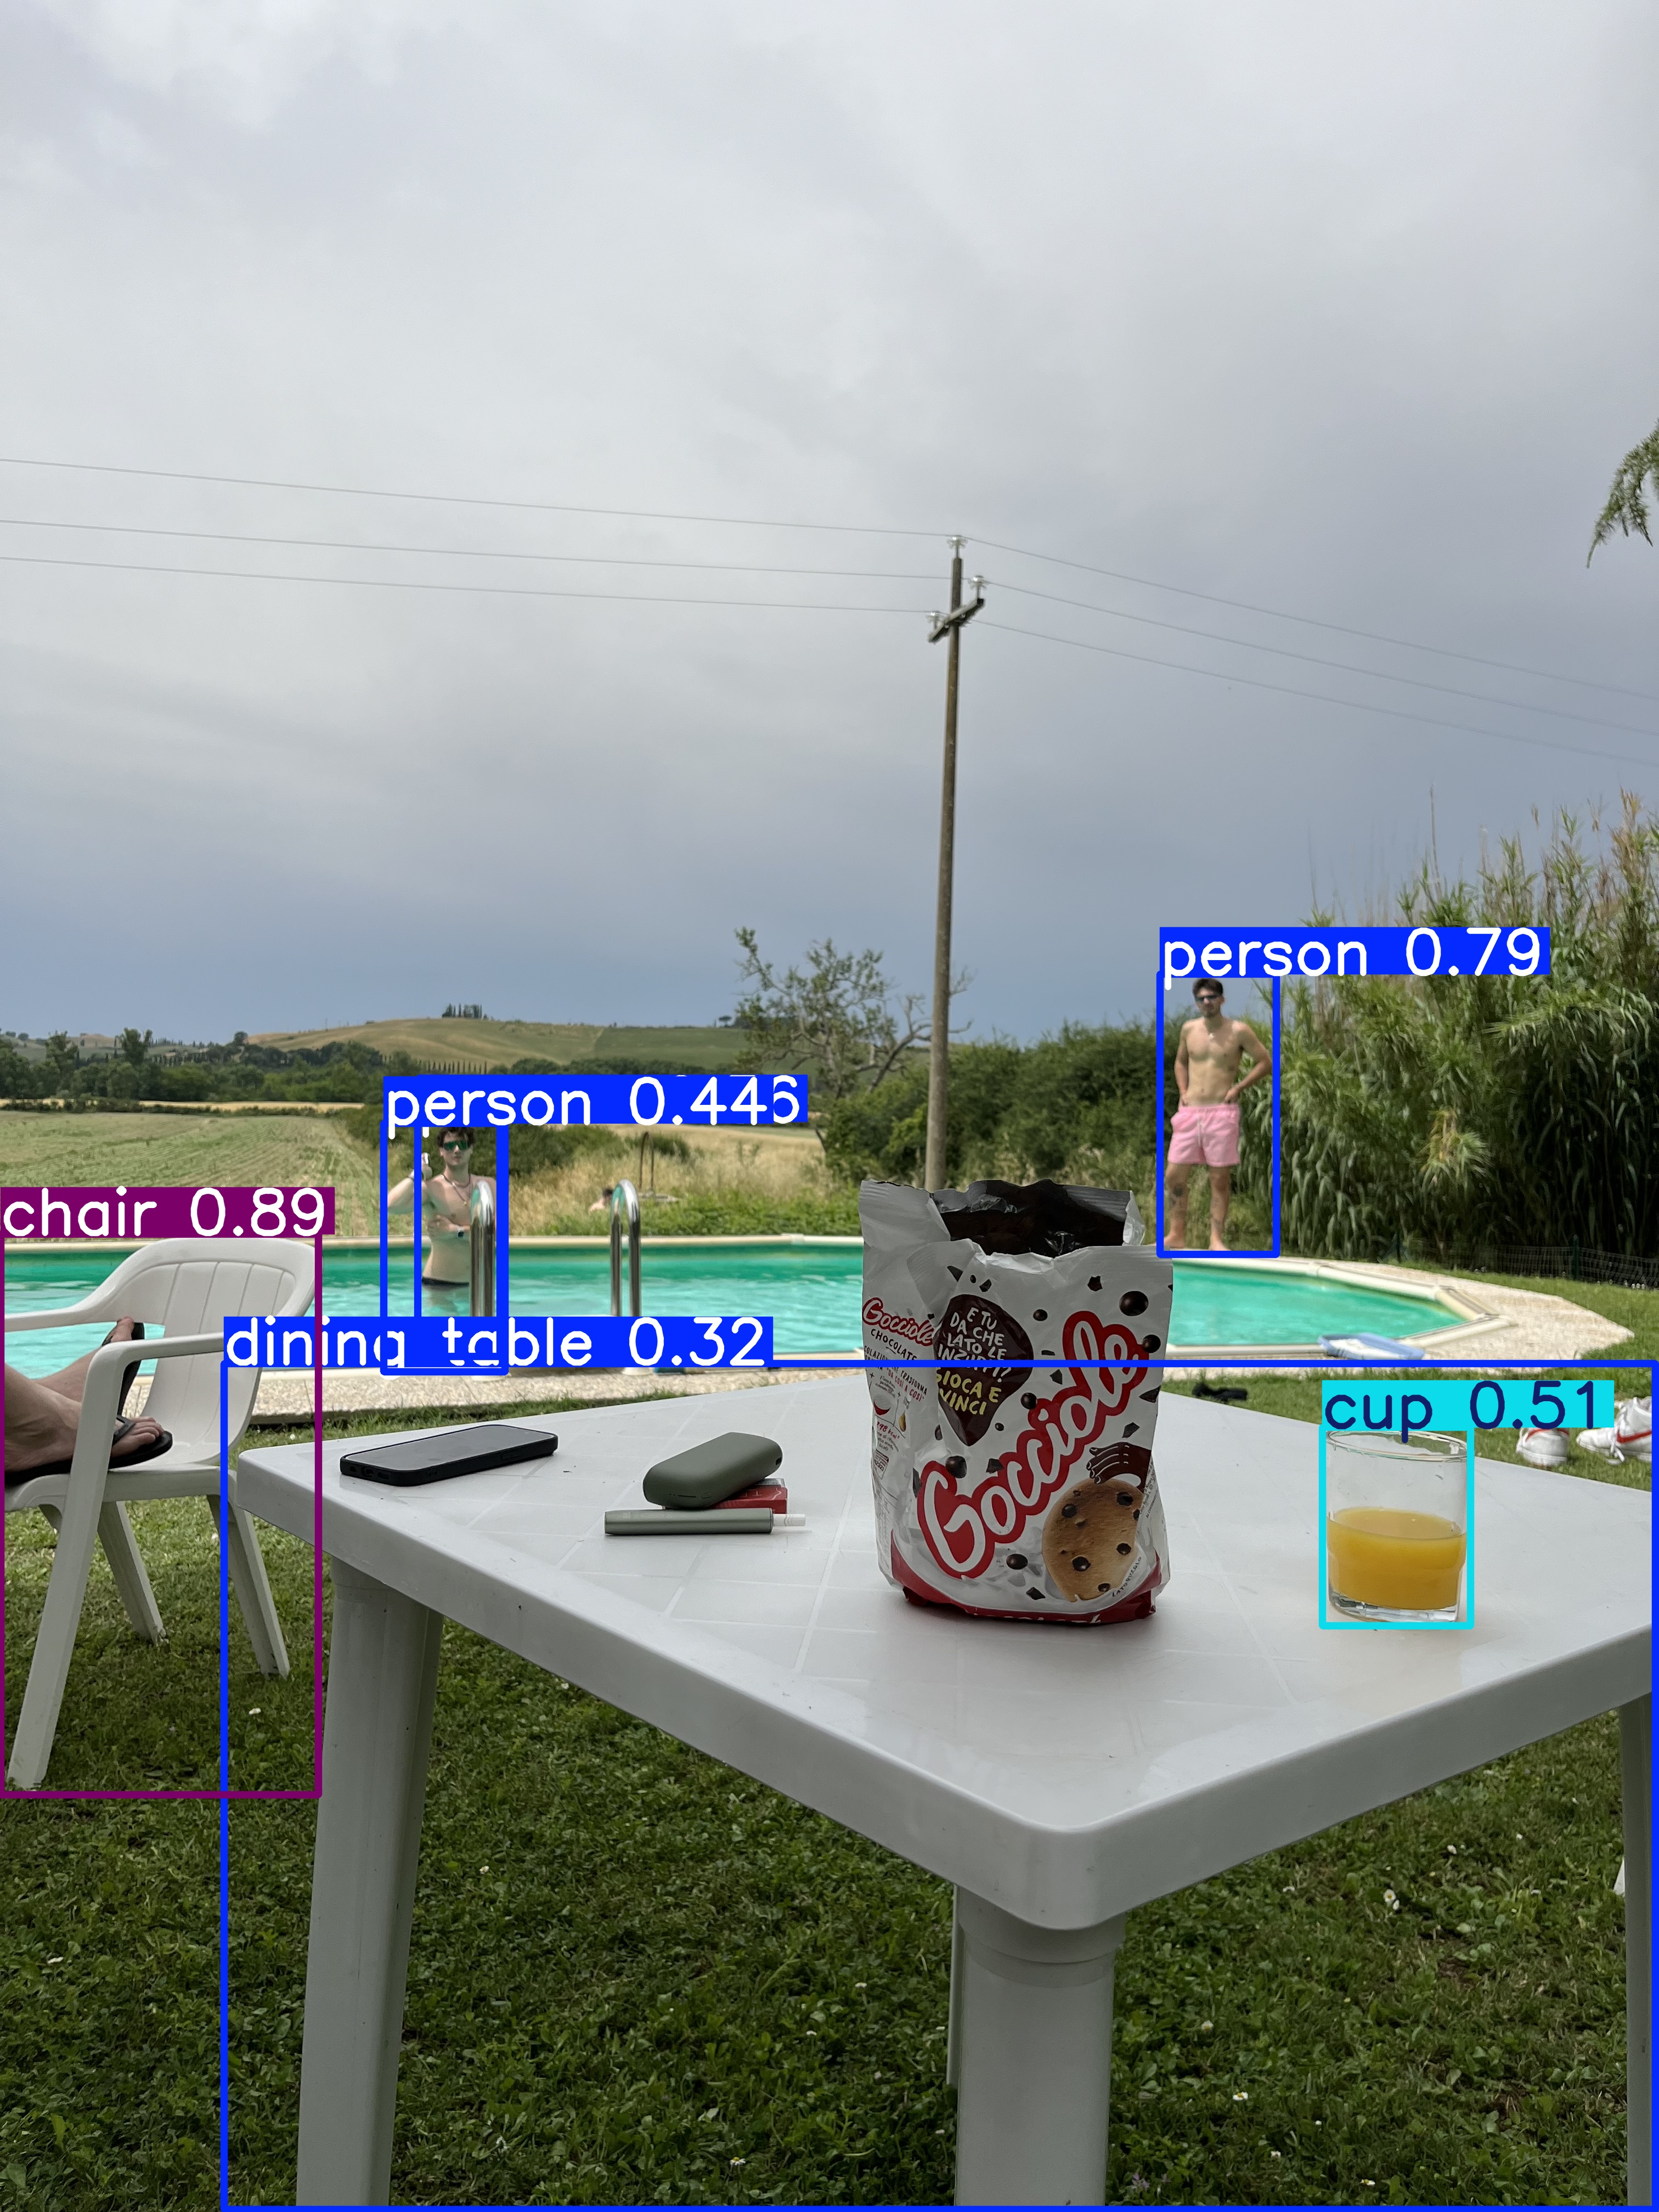 person 0.79
person 0.446
chair 0.89
dining table 0.32
cup 0.51
Gocciole
CHOCOLATE
E TU
DA CHE
LATO LE
INZUPPI?
GIOCA E
VINCI
Gocciole